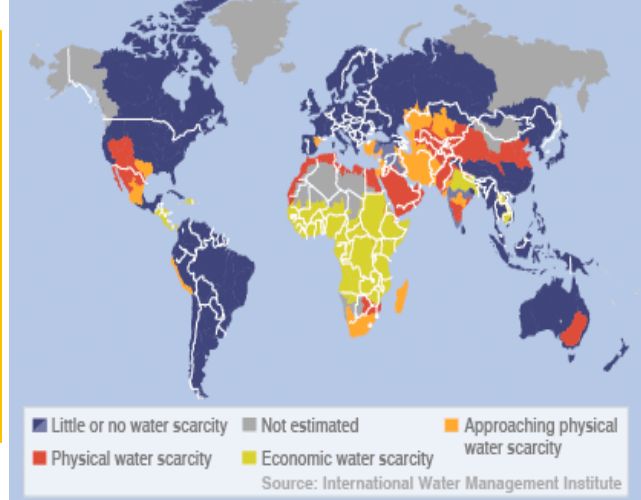 Little or no water scarcity
Not estimated
Approaching physical
water scarcity
Physical water scarcity
Economic water scarcity
Source: International Water Management Institute